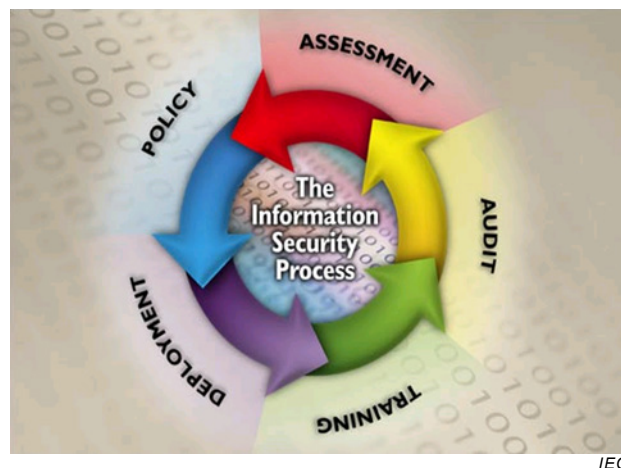 ASSESSMENT
POLICY
The
Information
Security
Process
AUDIT
DEPLOYMENT
TRAINING